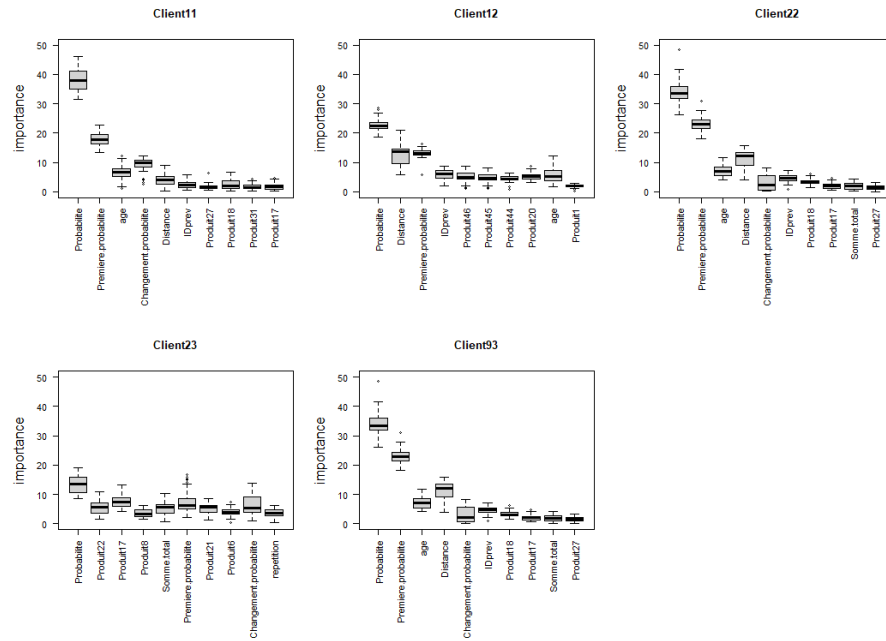 Client11
importance
50
40
30
20
10
0
Probabilite
Premiere.probabilite
age
Changement.probabilite
Distance
IDprev
Produit27
Produit18
Produit31
Produit17
Client12
importance
50
40
30
20
10
0
Probabilite
Distance
Premiere.probabilite
IDprev
Produit46
Produit45
Produit44
Produit20
age
Produit1
Client22
importance
50
40
30
20
10
0
Probabilite
Premiere.probabilite
age
Distance
Changement.probabilite
IDprev
Produit18
Produit17
Somme.total
Produit27
Client23
importance
50
40
30
20
10
0
Probabilite
Produit22
Produit17
Produit8
Somme.total
Premiere.probabilite
Produit21
Produit6
Changement.probabilite
repetition
Client93
importance
50
40
30
20
10
0
Probabilite
Premiere.probabilite
age
Distance
Changement.probabilite
IDprev
Produit18
Produit17
Somme.total
Produit27